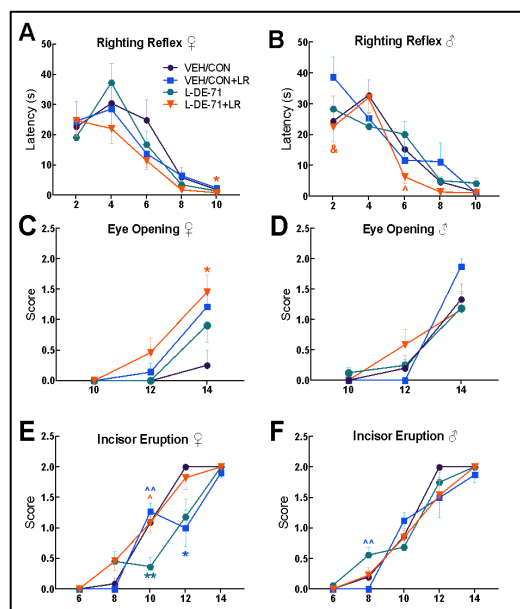 A
Righting Reflex ♀
VEH/CON
VEH/CON+LR
L-DE-71
L-DE-71+LR
Latency (s)
50
40
30
20
10
0
*
2 4 6 8 10
B
Righting Reflex ♂
Latency (s)
50
40
30
20
10
0
&
^
2 4 6 8 10
C
Eye Opening ♀
Score
2.5
2.0
1.5
1.0
0.5
0.0
*
10 12 14
D
Eye Opening ♂
Score
2.5
2.0
1.5
1.0
0.5
0.0
10 12 14
E
Incisor Eruption ♀
Score
2.5
2.0
1.5
1.0
0.5
0.0
^^
^
**
*
6 8 10 12 14
F
Incisor Eruption ♂
Score
2.5
2.0
1.5
1.0
0.5
0.0
^^
6 8 10 12 14